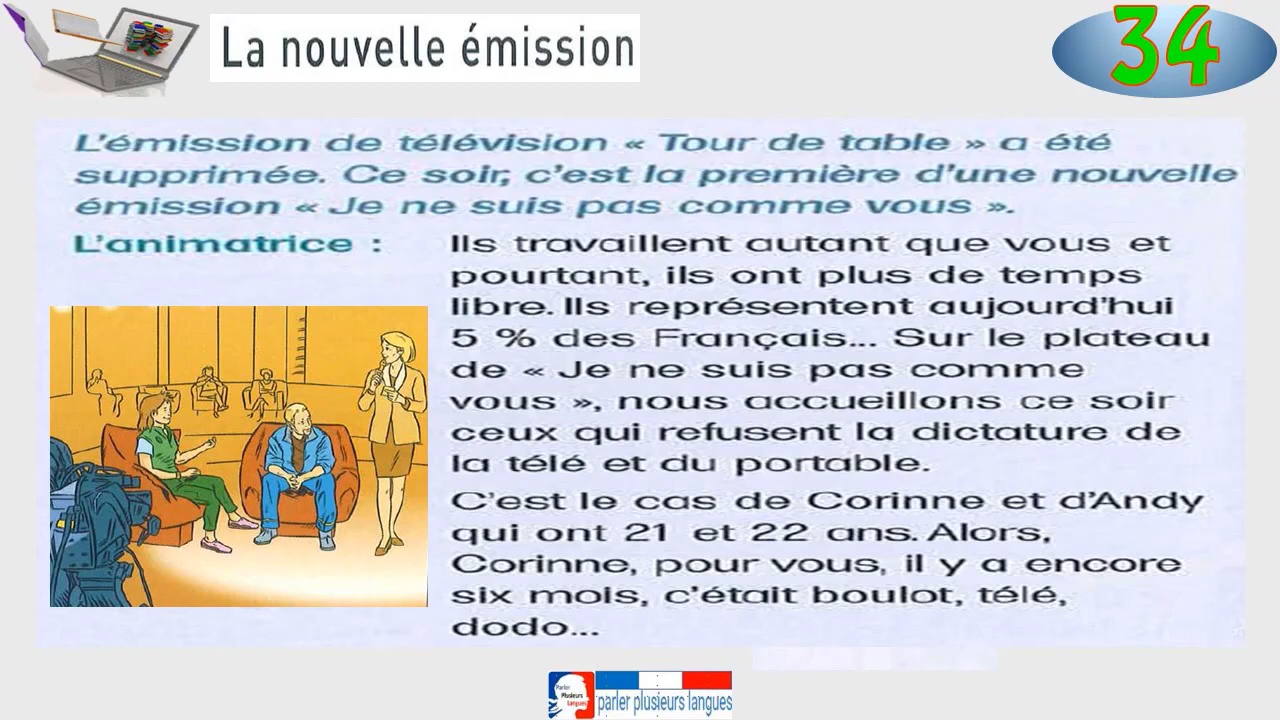 La nouvelle émission
34
L'émission de télévision « Tour de table » a été
supprimée. Ce soir, c'est la première d'une nouvelle
émission « Je ne suis pas comme vous ».
L'animatrice : Ils travaillent autant que vous et
pourtant, ils ont plus de temps
libre. Ils représentent aujourd'hui
5 % des Français... Sur le plateau
de « Je ne suis pas comme
vous », nous accueillons ce soir
ceux qui refusent la dictature de
la télé et du portable.
C'est le cas de Corinne et d'Andy
qui ont 21 et 22 ans. Alors,
Corinne, pour vous, il y a encore
six mois, c'était boulot, télé,
dodo...
Parler
Plusieurs
langues
parler plusieurs langues